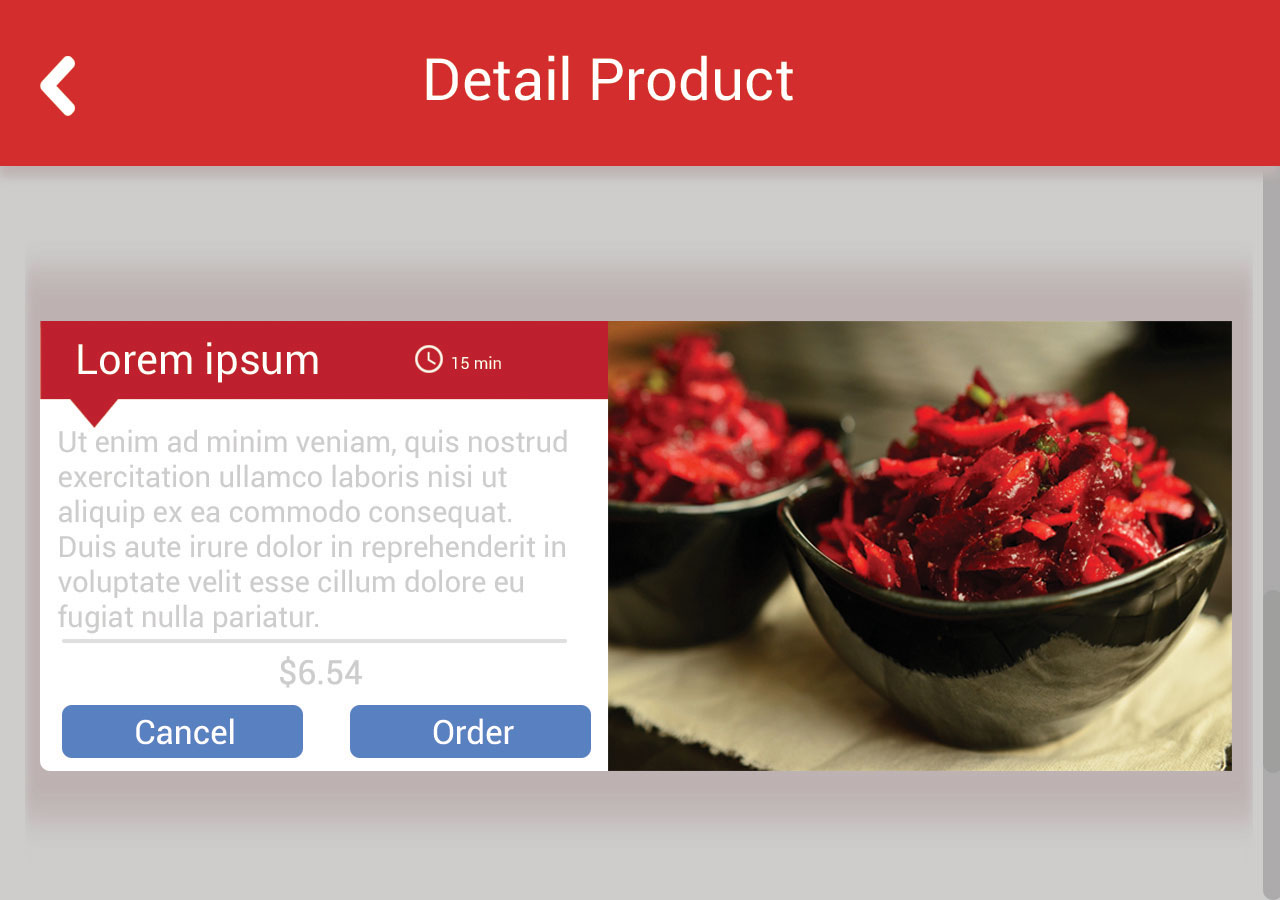 Detail Product
Lorem ipsum
15 min
Ut enim ad minim veniam, quis nostrud
exercitation ullamco laboris nisi ut
aliquip ex ea commodo consequat.
Duis aute irure dolor in reprehenderit in
voluptate velit esse cillum dolore eu
fugiat nulla pariatur.
$6.54
Cancel
Order